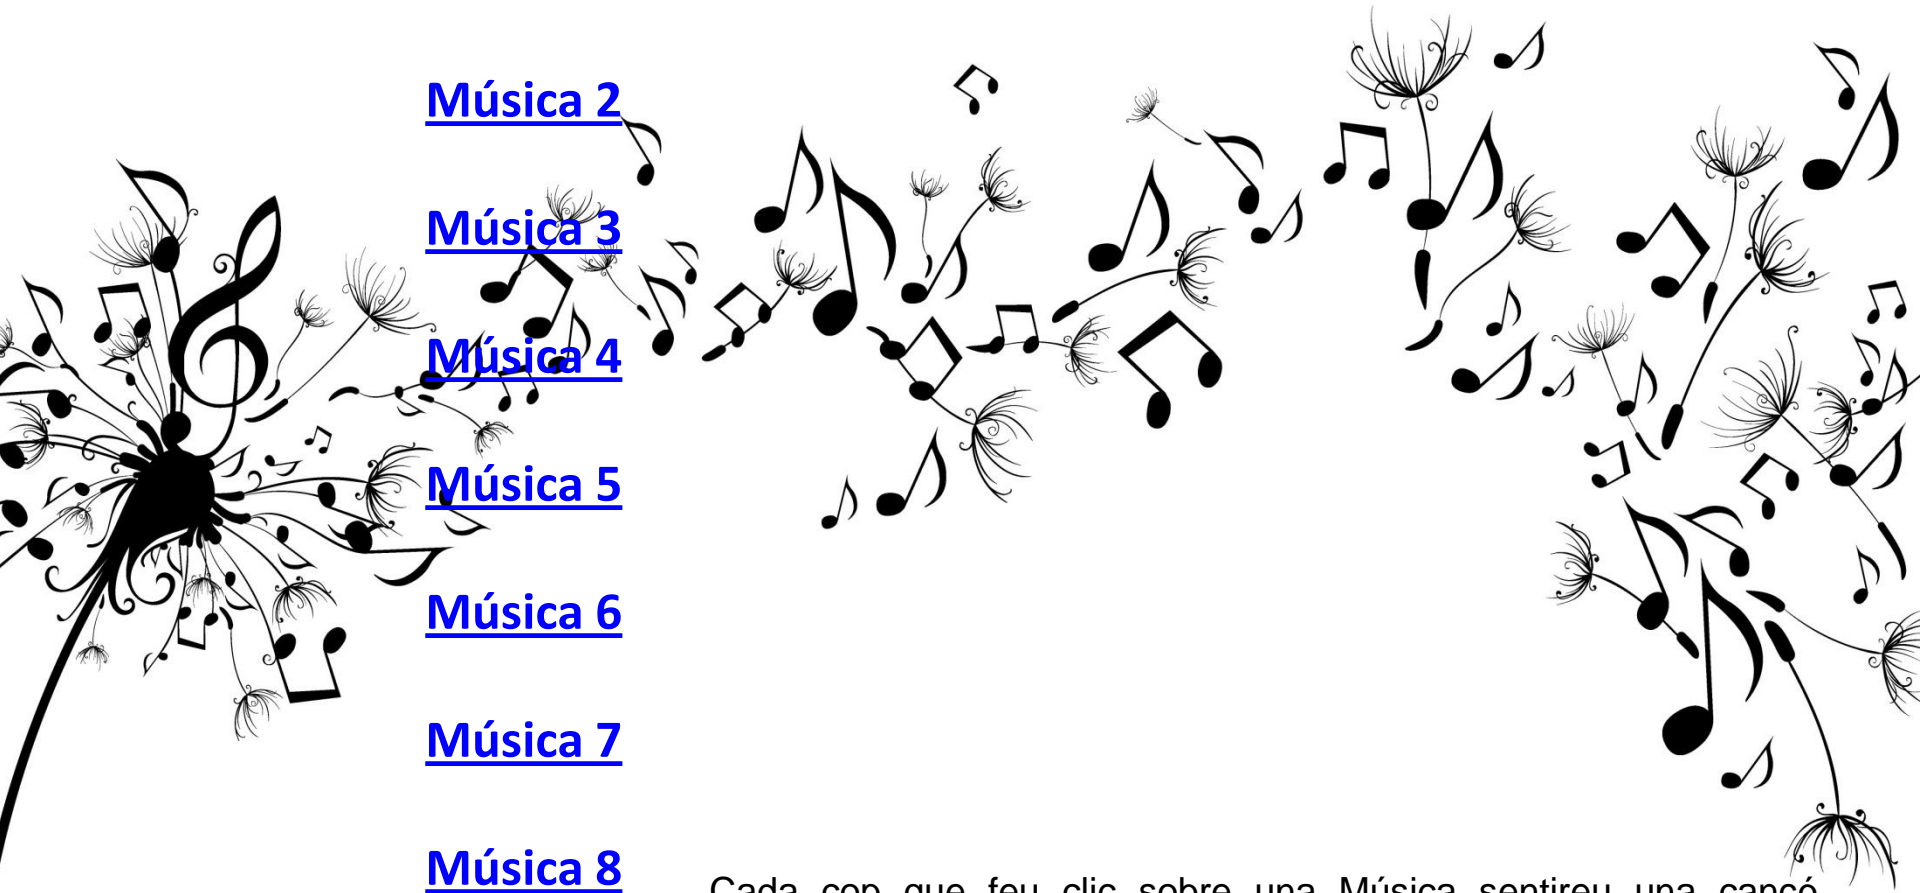 Música 2
Música 3
Música 4
Música 5
Música 6
Música 7
Música 8
Cada cop que feu clic sobre una Música sentireu una cançó